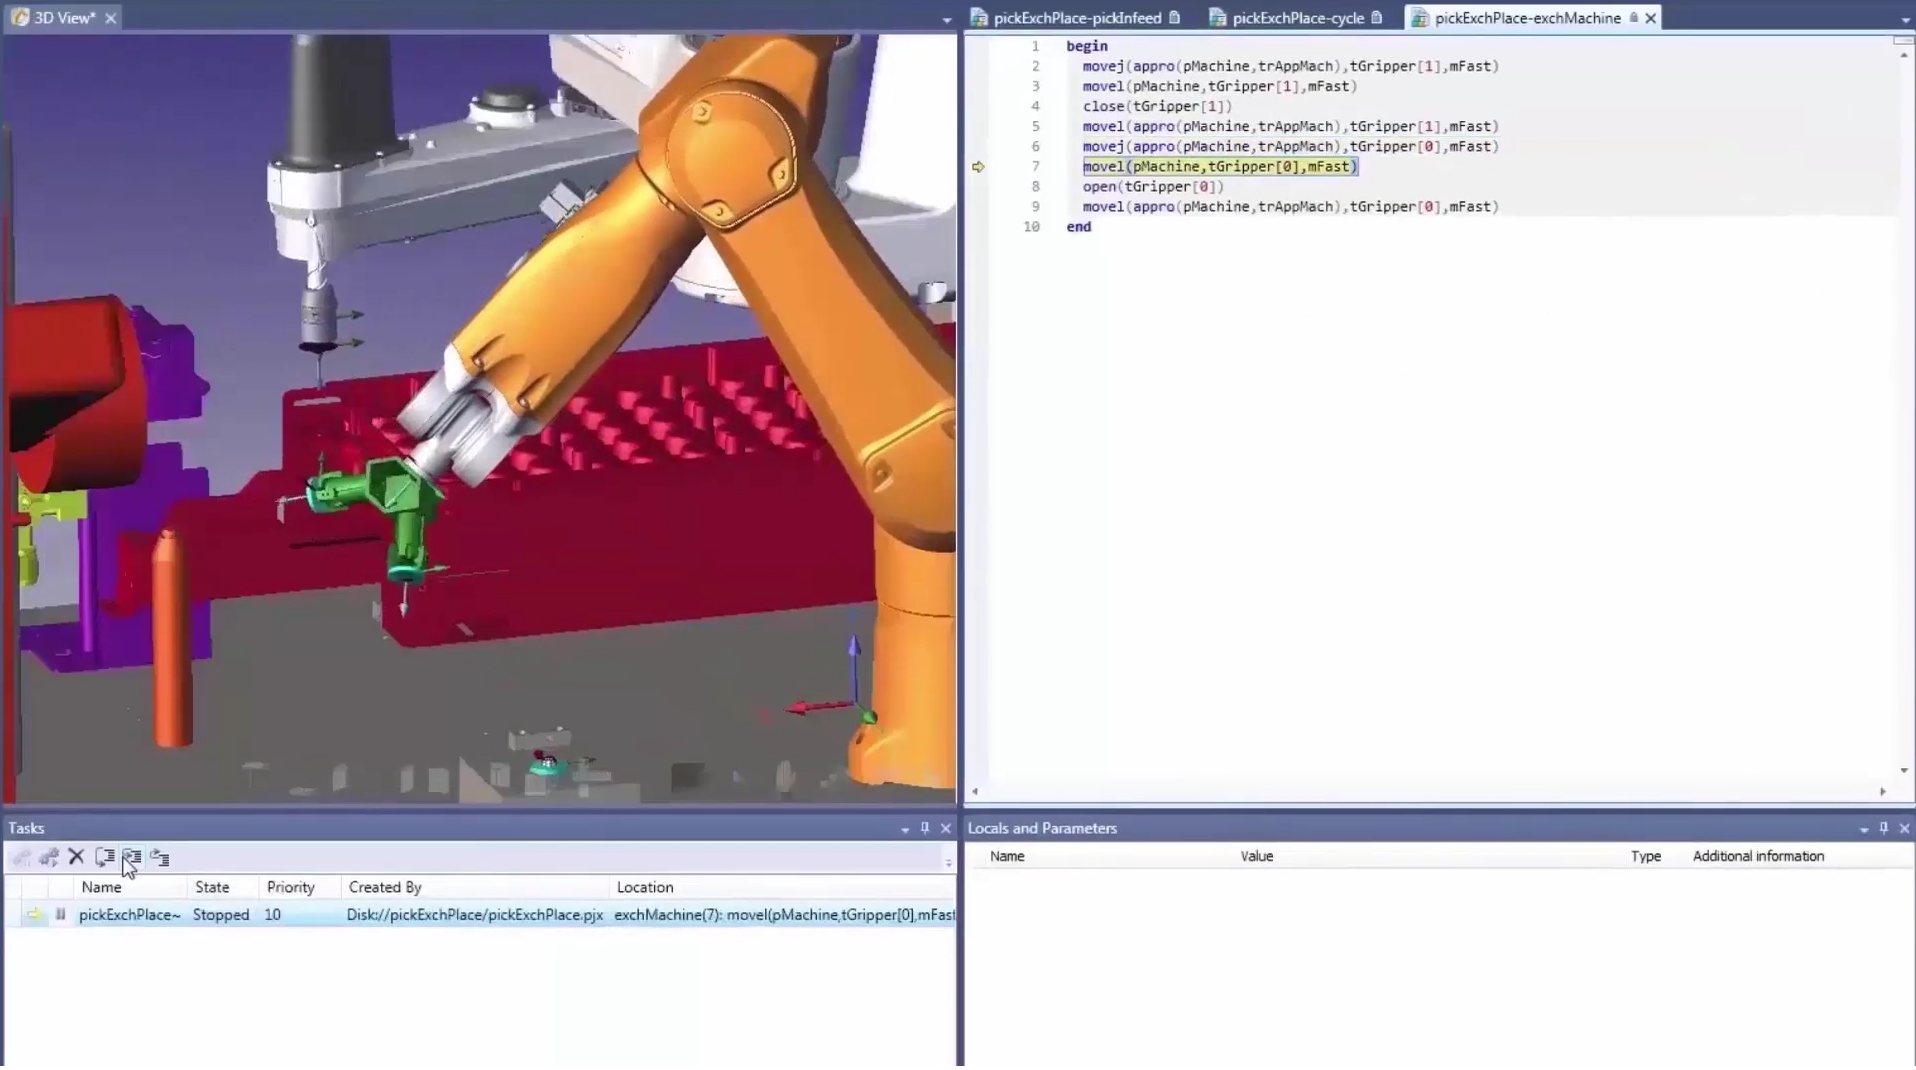 3D View*
pickExchPlace-pickInfeed
pickExchPlace-cycle
pickExchPlace-exchMachine
1 begin
2 movej(appro(pMachine,trAppMach),tGripper[1],mFast)
3 movel(pMachine,tGripper[1],mFast)
4 close(tGripper[1])
5 movel(appro(pMachine,trAppMach),tGripper[1],mFast)
6 movej(appro(pMachine,trAppMach),tGripper[0],mFast)
7 movel(pMachine,tGripper[0],mFast)
8 open(tGripper[0])
9 movel(appro(pMachine,trAppMach),tGripper[0],mFast)
10 end
Tasks
Name State Priority Created By Location
pickExchPlace~ Stopped 10 Disk://pickExchPlace/pickExchPlace.pjx exchMachine(7): movel(pMachine,tGripper[0],mFast
Locals and Parameters
Name Value Type Additional information